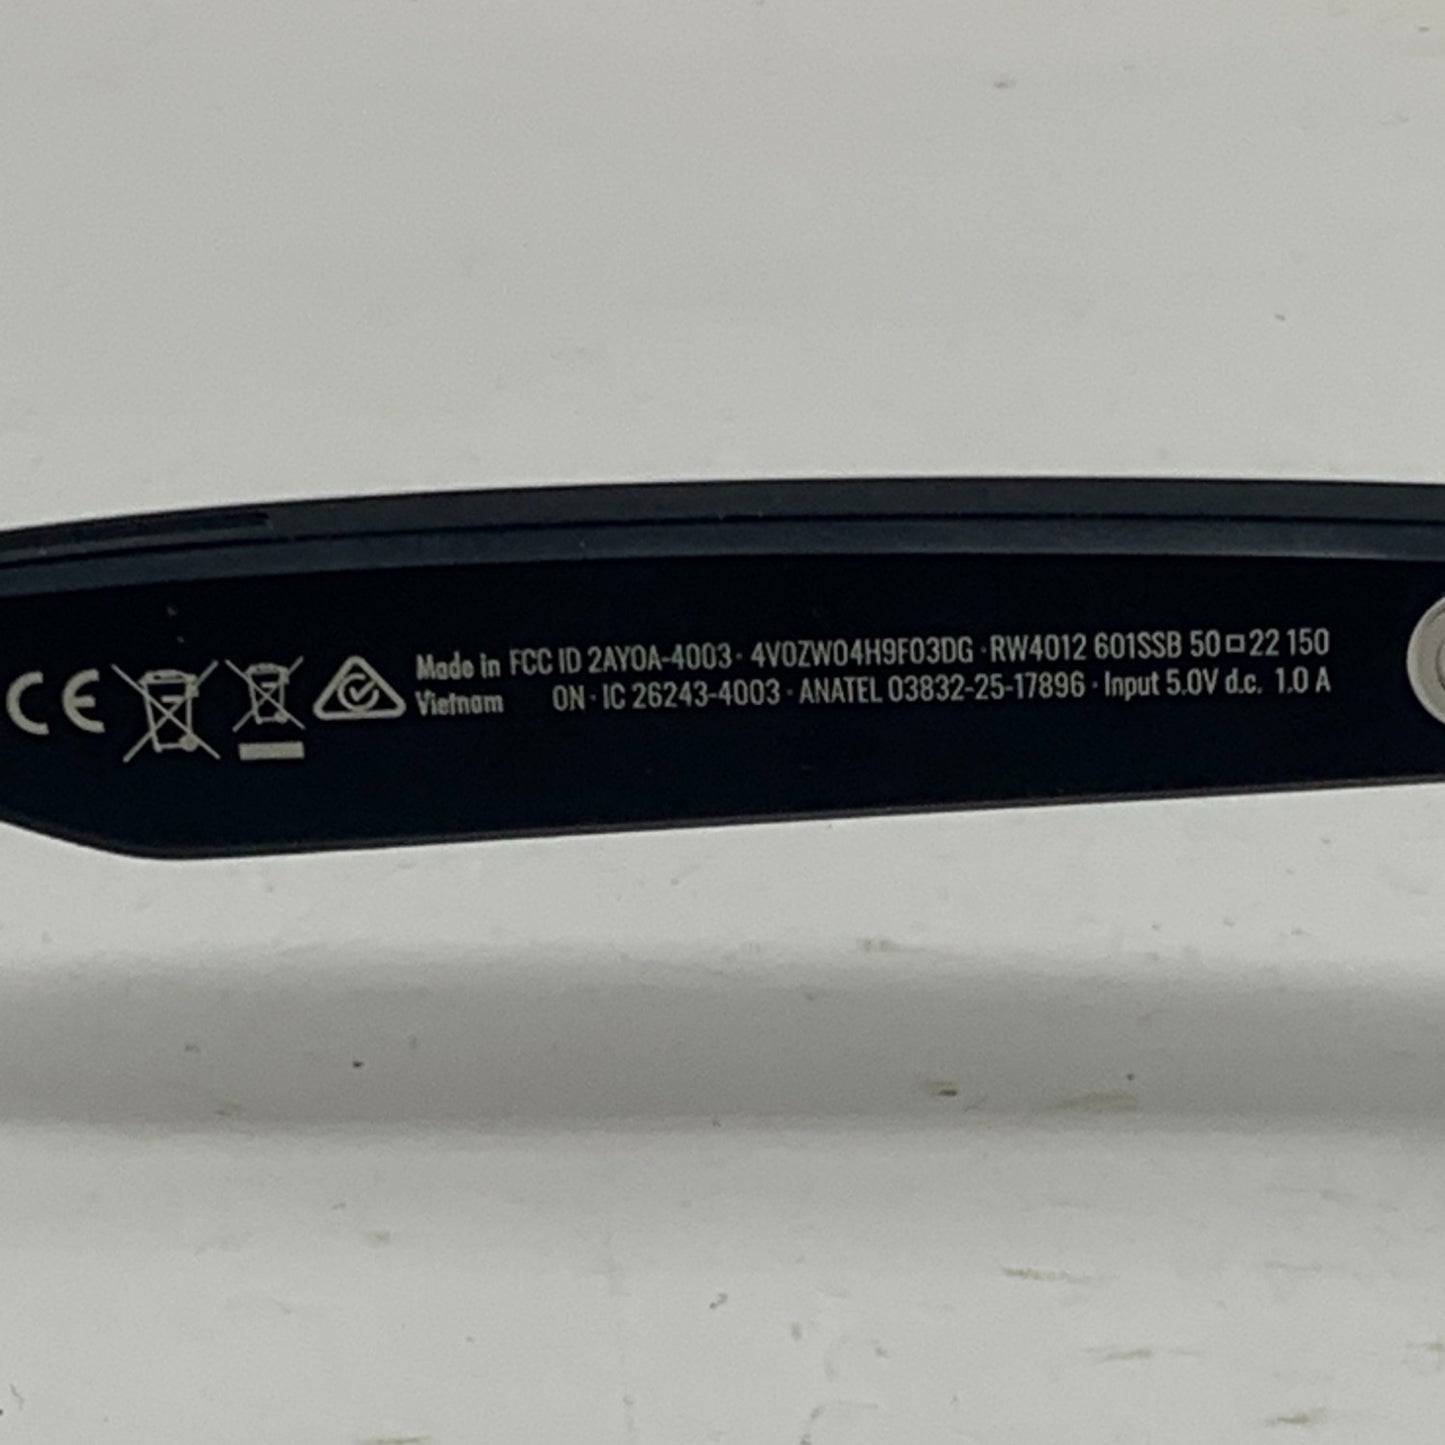 CE Made in FCC ID 2AYOA-4003 · 4V0ZW04H9F03DG · RW4012 601SSB 50□22 150
Vietnam ON · IC 26243-4003 · ANATEL 03832-25-17896 · Input 5.0V d.c. 1.0 A